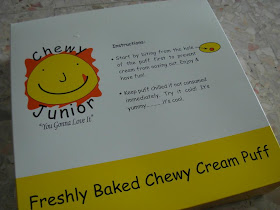 Chewy
Junior
"You Gonna Love It"
Instructions:
• Start by biting from the hole
of the puff first to prevent
cream from oozing out. Enjoy &
have fun!
• Keep puff chilled if not consumed
immediately. Try it cold! It's
yummy........ it's cool.
Freshly Baked Chewy Cream Puff